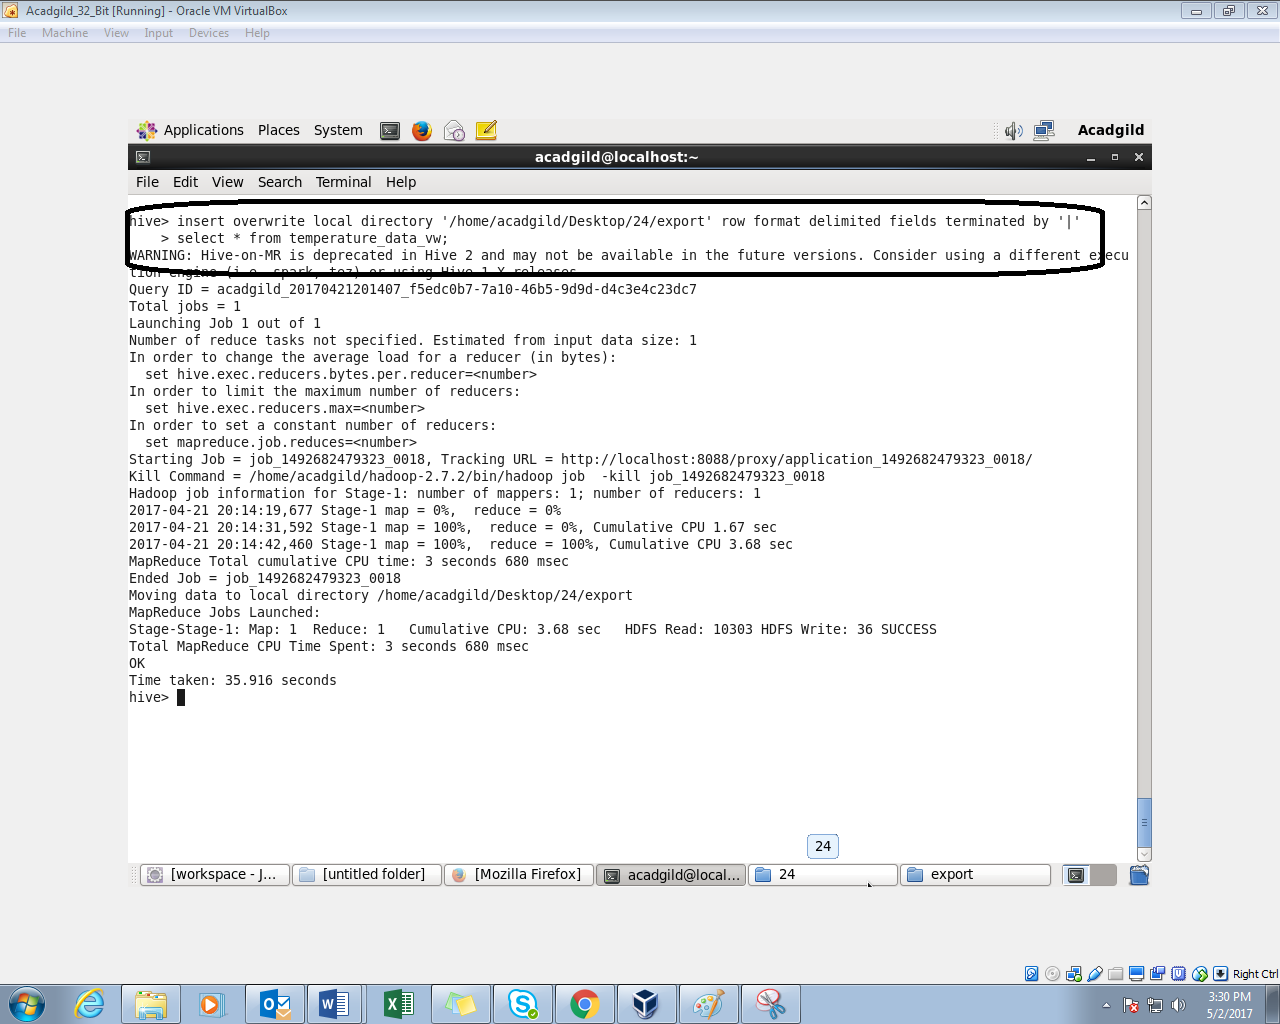 Acadgild_32_Bit [Running] - Oracle VM VirtualBox
File Machine View Input Devices Help
Applications Places System Acadgild
acadgild@localhost:~
File Edit View Search Terminal Help
hive> insert overwrite local directory '/home/acadgild/Desktop/24/export' row format delimited fields terminated by '|'
    > select * from temperature_data_vw;
WARNING: Hive-on-MR is deprecated in Hive 2 and may not be available in the future versions. Consider using a different execu
tion engine (i.e. spark, tez) or using Hive 1.X releases.
Query ID = acadgild_20170421201407_f5edc0b7-7a10-46b5-9d9d-d4c3e4c23dc7
Total jobs = 1
Launching Job 1 out of 1
Number of reduce tasks not specified. Estimated from input data size: 1
In order to change the average load for a reducer (in bytes):
  set hive.exec.reducers.bytes.per.reducer=<number>
In order to limit the maximum number of reducers:
  set hive.exec.reducers.max=<number>
In order to set a constant number of reducers:
  set mapreduce.job.reduces=<number>
Starting Job = job_1492682479323_0018, Tracking URL = http://localhost:8088/proxy/application_1492682479323_0018/
Kill Command = /home/acadgild/hadoop-2.7.2/bin/hadoop job  -kill job_1492682479323_0018
Hadoop job information for Stage-1: number of mappers: 1; number of reducers: 1
2017-04-21 20:14:19,677 Stage-1 map = 0%,  reduce = 0%
2017-04-21 20:14:31,592 Stage-1 map = 100%,  reduce = 0%, Cumulative CPU 1.67 sec
2017-04-21 20:14:42,460 Stage-1 map = 100%,  reduce = 100%, Cumulative CPU 3.68 sec
MapReduce Total cumulative CPU time: 3 seconds 680 msec
Ended Job = job_1492682479323_0018
Moving data to local directory /home/acadgild/Desktop/24/export
MapReduce Jobs Launched:
Stage-Stage-1: Map: 1  Reduce: 1   Cumulative CPU: 3.68 sec   HDFS Read: 10303 HDFS Write: 36 SUCCESS
Total MapReduce CPU Time Spent: 3 seconds 680 msec
OK
Time taken: 35.916 seconds
hive>
24
[workspace - J... [untitled folder] [Mozilla Firefox] acadgild@local... 24 export
Right Ctrl
3:30 PM
5/2/2017